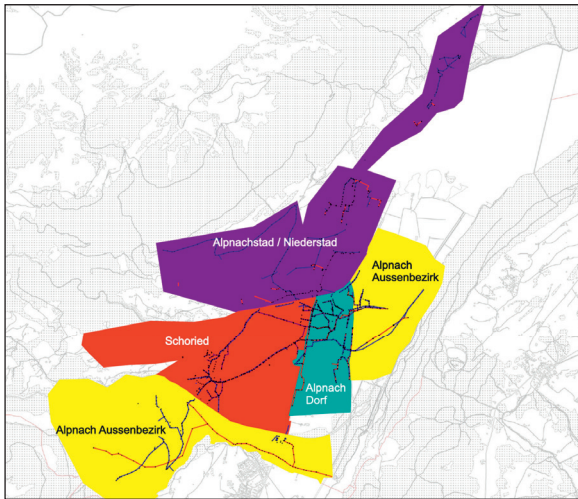 Alpnachstad / Niederstad
Alpnach
Aussenbezirk
Schoried
Alpnach
Dorf
Alpnach Aussenbezirk